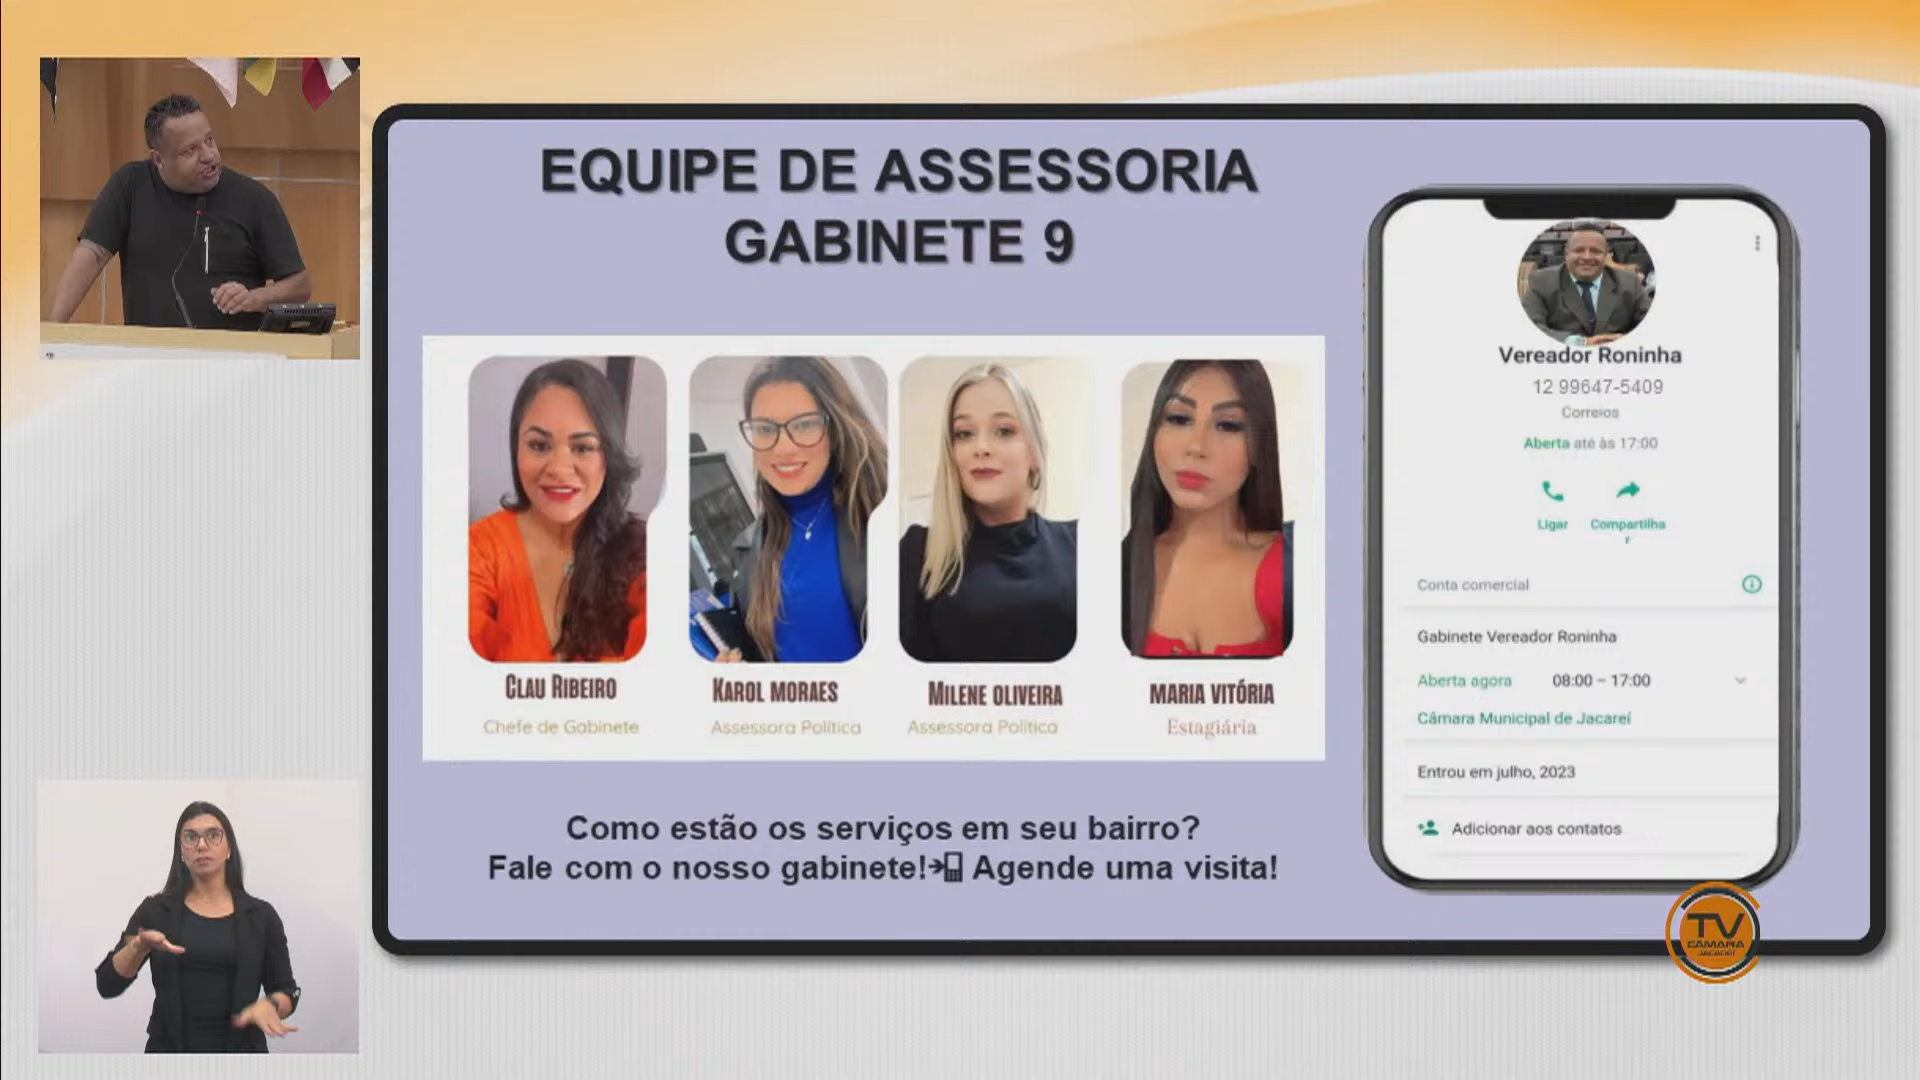 EQUIPE DE ASSESSORIA
GABINETE 9
CLAU RIBEIRO
Chefe de Gabinete
KAROL MORAES
Assessora Política
MILENE OLIVEIRA
Assessora Política
MARIA VITÓRIA
Estagiária
Como estão os serviços em seu bairro?
Fale com o nosso gabinete! Agende uma visita!
Vereador Roninha
12 99647-5409
Correios
Aberta até às 17:00
Ligar
Compartilha
r
Conta comercial
Gabinete Vereador Roninha
Aberta agora 08:00 – 17:00
Câmara Municipal de Jacareí
Entrou em julho, 2023
Adicionar aos contatos
TV
CÂMARA
JACAREÍ